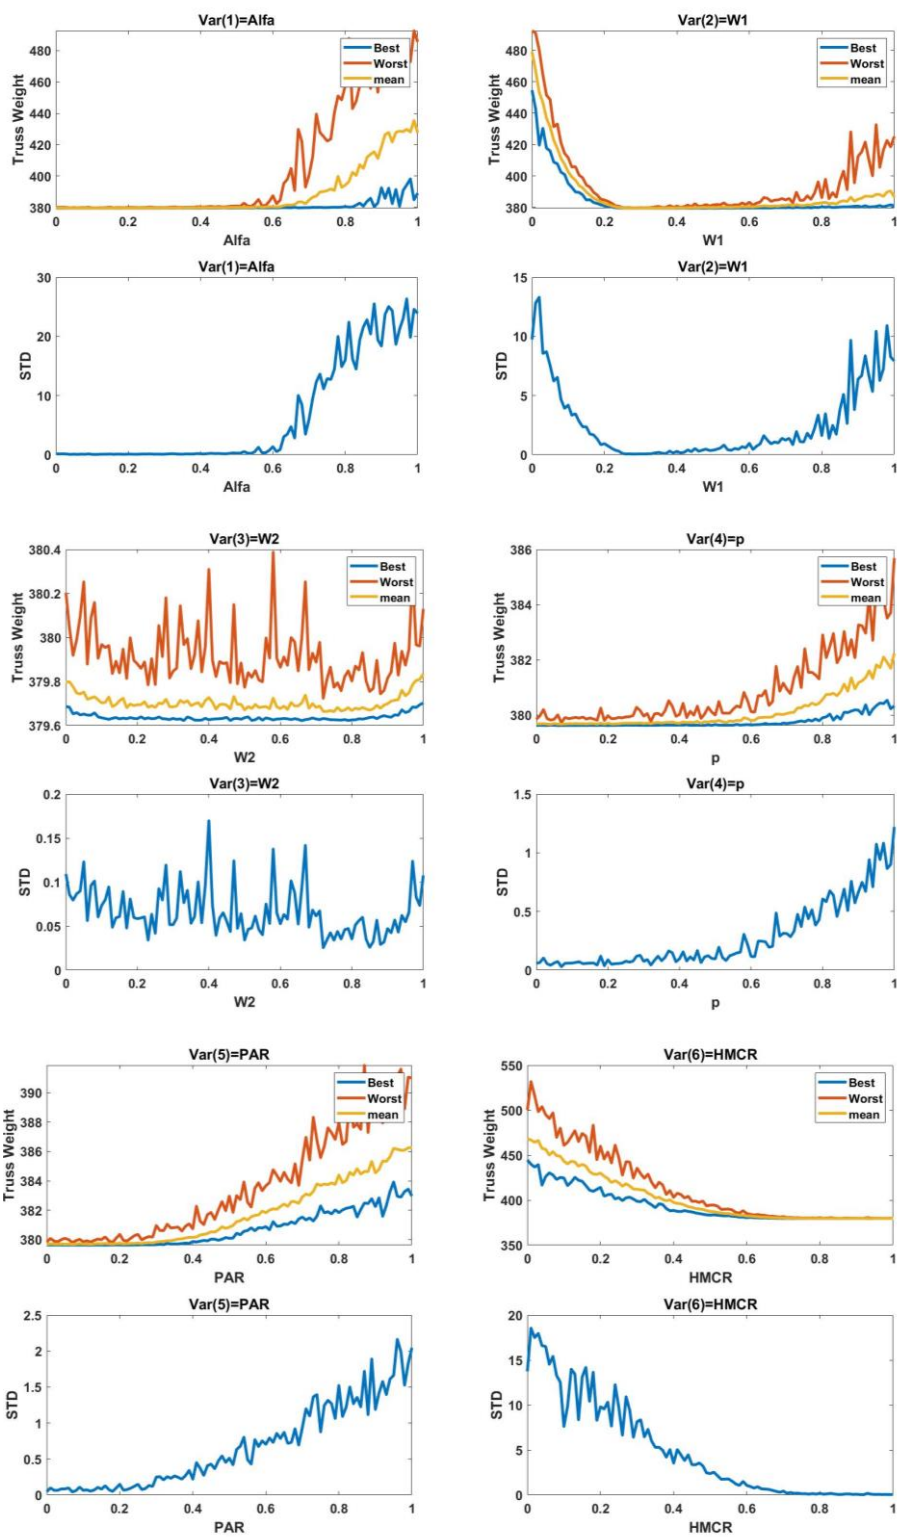 Var(1)=Alfa
Truss Weight
480
460
440
420
400
380
Best
Worst
mean
0 0.2 0.4 0.6 0.8 1
Alfa
Var(2)=W1
Truss Weight
480
460
440
420
400
380
Best
Worst
mean
0 0.2 0.4 0.6 0.8 1
W1
Var(1)=Alfa
STD
30
20
10
0
0 0.2 0.4 0.6 0.8 1
Alfa
Var(2)=W1
STD
15
10
5
0
0 0.2 0.4 0.6 0.8 1
W1
Var(3)=W2
Truss Weight
380.4
380.2
380
379.8
379.6
Best
Worst
mean
0 0.2 0.4 0.6 0.8 1
W2
Var(4)=p
Truss Weight
386
384
382
380
Best
Worst
mean
0 0.2 0.4 0.6 0.8 1
p
Var(3)=W2
STD
0.2
0.15
0.1
0.05
0
0 0.2 0.4 0.6 0.8 1
W2
Var(4)=p
STD
1.5
1
0.5
0
0 0.2 0.4 0.6 0.8 1
p
Var(5)=PAR
Truss Weight
390
388
386
384
382
380
Best
Worst
mean
0 0.2 0.4 0.6 0.8 1
PAR
Var(6)=HMCR
Truss Weight
550
500
450
400
350
Best
Worst
mean
0 0.2 0.4 0.6 0.8 1
HMCR
Var(5)=PAR
STD
2.5
2
1.5
1
0.5
0
0 0.2 0.4 0.6 0.8 1
PAR
Var(6)=HMCR
STD
20
15
10
5
0
0 0.2 0.4 0.6 0.8 1
HMCR